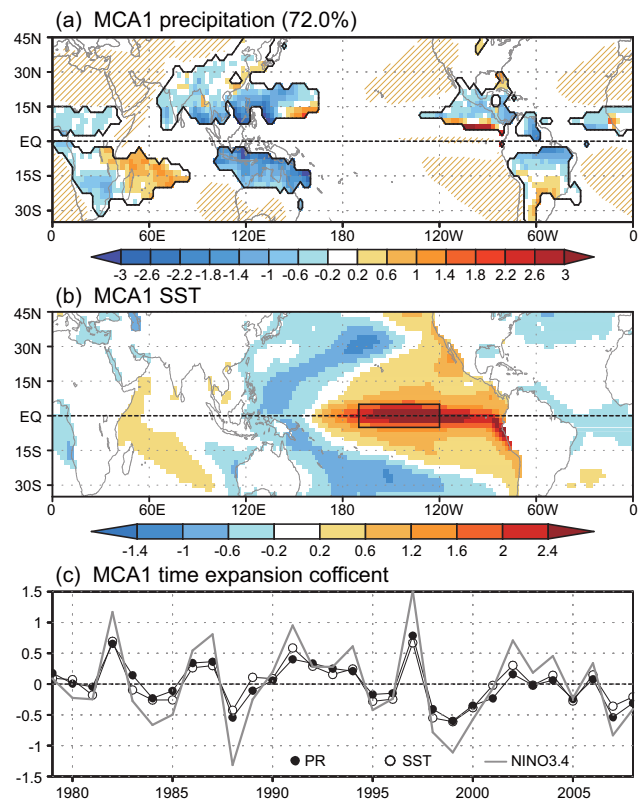 (a) MCA1 precipitation (72.0%)
45N
30N
15N
EQ
15S
30S
0 60E 120E 180 120W 60W 0
-3 -2.6 -2.2 -1.8 -1.4 -1 -0.6 -0.2 0.2 0.6 1 1.4 1.8 2.2 2.6 3
(b) MCA1 SST
45N
30N
15N
EQ
15S
30S
0 60E 120E 180 120W 60W 0
-1.4 -1 -0.6 -0.2 0.2 0.6 1.2 1.6 2 2.4
(c) MCA1 time expansion cofficent
1.5
1
0.5
0
-0.5
-1
-1.5
PR SST NINO3.4
1980 1985 1990 1995 2000 2005